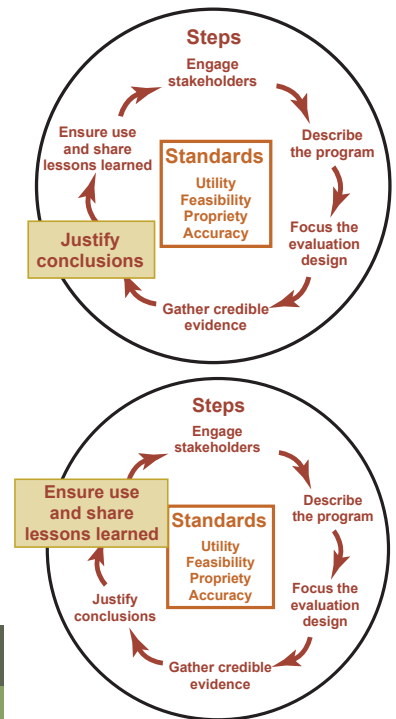 Steps
Engage
stakeholders
Describe
the program
Focus the
evaluation
design
Gather credible
evidence
Justify
conclusions
Ensure use
and share
lessons learned
Standards
Utility
Feasibility
Propriety
Accuracy
Steps
Engage
stakeholders
Describe
the program
Focus the
evaluation
design
Gather credible
evidence
Justify
conclusions
Ensure use
and share
lessons learned
Standards
Utility
Feasibility
Propriety
Accuracy